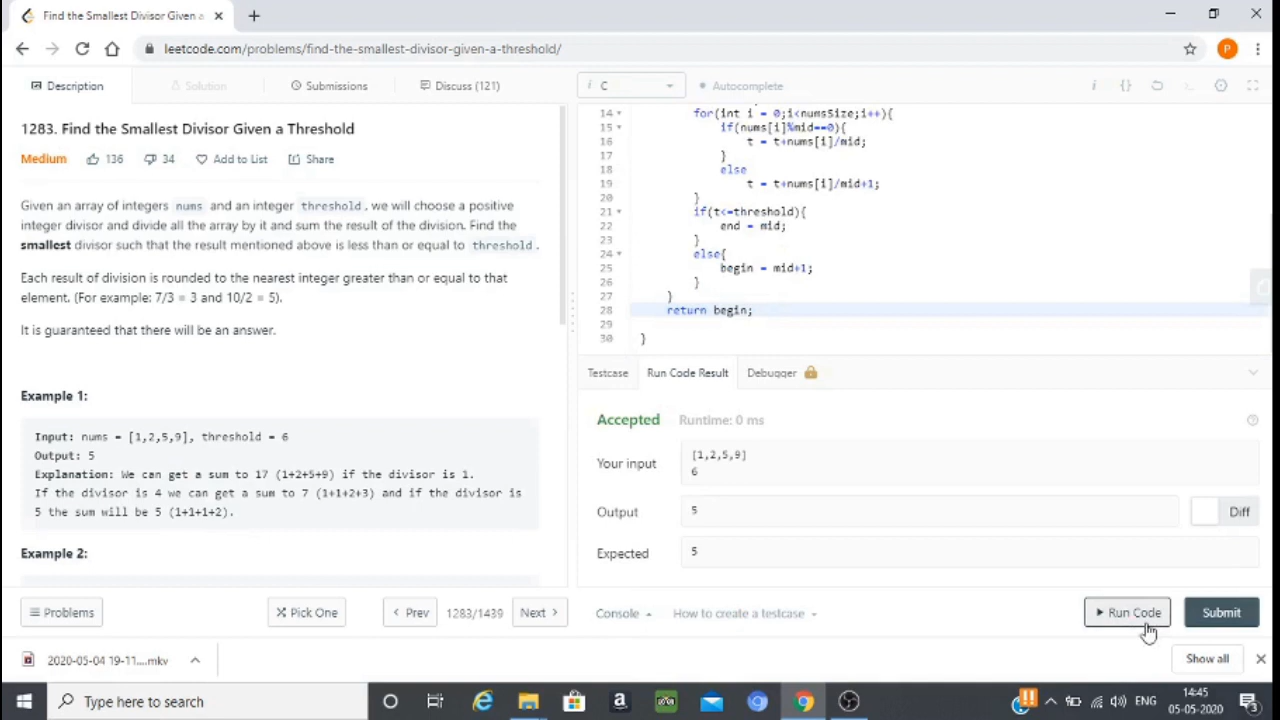 Find the Smallest Divisor Given a
leetcode.com/problems/find-the-smallest-divisor-given-a-threshold/
P
Description
Solution
Submissions
Discuss (121)
i C
Autocomplete
1283. Find the Smallest Divisor Given a Threshold
Medium 136 34 Add to List Share
Given an array of integers nums and an integer threshold, we will choose a positive
integer divisor and divide all the array by it and sum the result of the division. Find the
smallest divisor such that the result mentioned above is less than or equal to threshold.
Each result of division is rounded to the nearest integer greater than or equal to that
element. (For example: 7/3 = 3 and 10/2 = 5).
It is guaranteed that there will be an answer.
Example 1:
Input: nums = [1,2,5,9], threshold = 6
Output: 5
Explanation: We can get a sum to 17 (1+2+5+9) if the divisor is 1.
If the divisor is 4 we can get a sum to 7 (1+1+2+3) and if the divisor is
5 the sum will be 5 (1+1+1+2).
Example 2:
14 for(int i = 0;i<numsSize;i++){
15 if(nums[i]%mid==0){
16 t = t+nums[i]/mid;
17 }
18 else
19 t = t+nums[i]/mid+1;
20 }
21 if(t<=threshold){
22 end = mid;
23 }
24 else{
25 begin = mid+1;
26 }
27 }
28 return begin;
29
30 }
Testcase
Run Code Result
Debugger
Accepted Runtime: 0 ms
Your input
[1,2,5,9]
6
Output
5
Diff
Expected
5
Problems
Pick One
Prev
1283/1439
Next
Console
How to create a testcase
Run Code
Submit
2020-05-04 19-11....mkv
Show all
Type here to search
ENG
14:45
05-05-2020
3